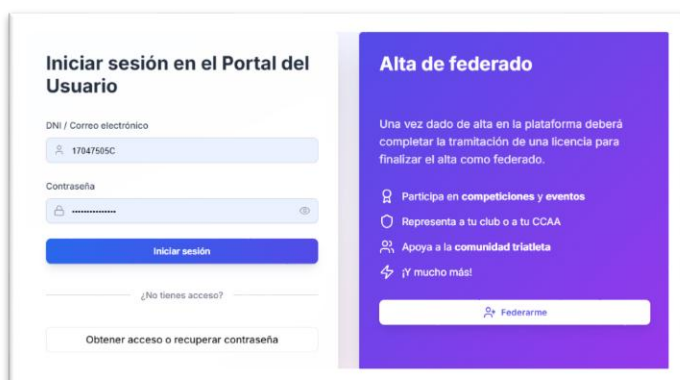 Iniciar sesión en el Portal del
Usuario
DNI / Correo electrónico
17047505C
Contraseña
Iniciar sesión
¿No tienes acceso?
Obtener acceso o recuperar contraseña
Alta de federado
Una vez dado de alta en la plataforma deberá
completar la tramitación de una licencia para
finalizar el alta como federado.
Participa en competiciones y eventos
Representa a tu club o a tu CCAA
Apoya a la comunidad triatleta
¡Y mucho más!
Federarme